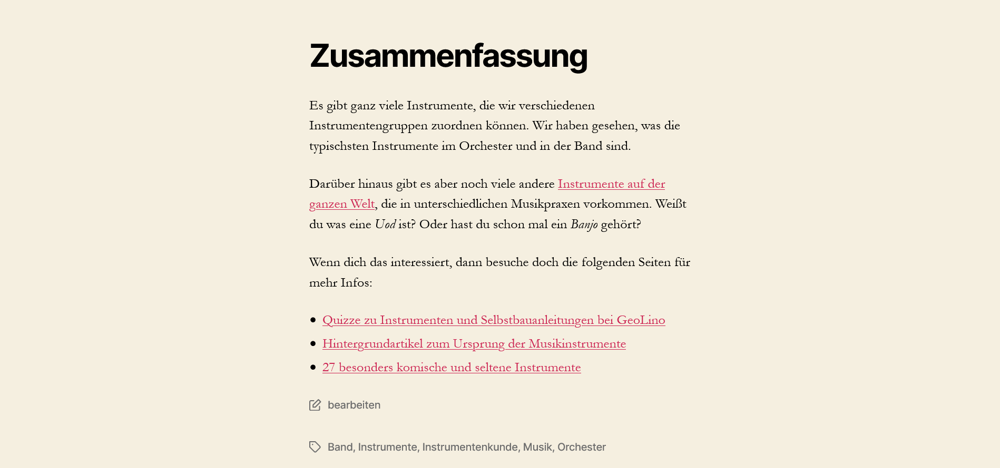 Zusammenfassung
Es gibt ganz viele Instrumente, die wir verschiedenen
Instrumentengruppen zuordnen können. Wir haben gesehen, was die
typischsten Instrumente im Orchester und in der Band sind.
Darüber hinaus gibt es aber noch viele andere Instrumente auf der
ganzen Welt, die in unterschiedlichen Musikpraxen vorkommen. Weißt
du was eine Uod ist? Oder hast du schon mal ein Banjo gehört?
Wenn dich das interessiert, dann besuche doch die folgenden Seiten für
mehr Infos:
• Quizze zu Instrumenten und Selbstbauanleitungen bei GeoLino
• Hintergrundartikel zum Ursprung der Musikinstrumente
• 27 besonders komische und seltene Instrumente
bearbeiten
Band, Instrumente, Instrumentenkunde, Musik, Orchester